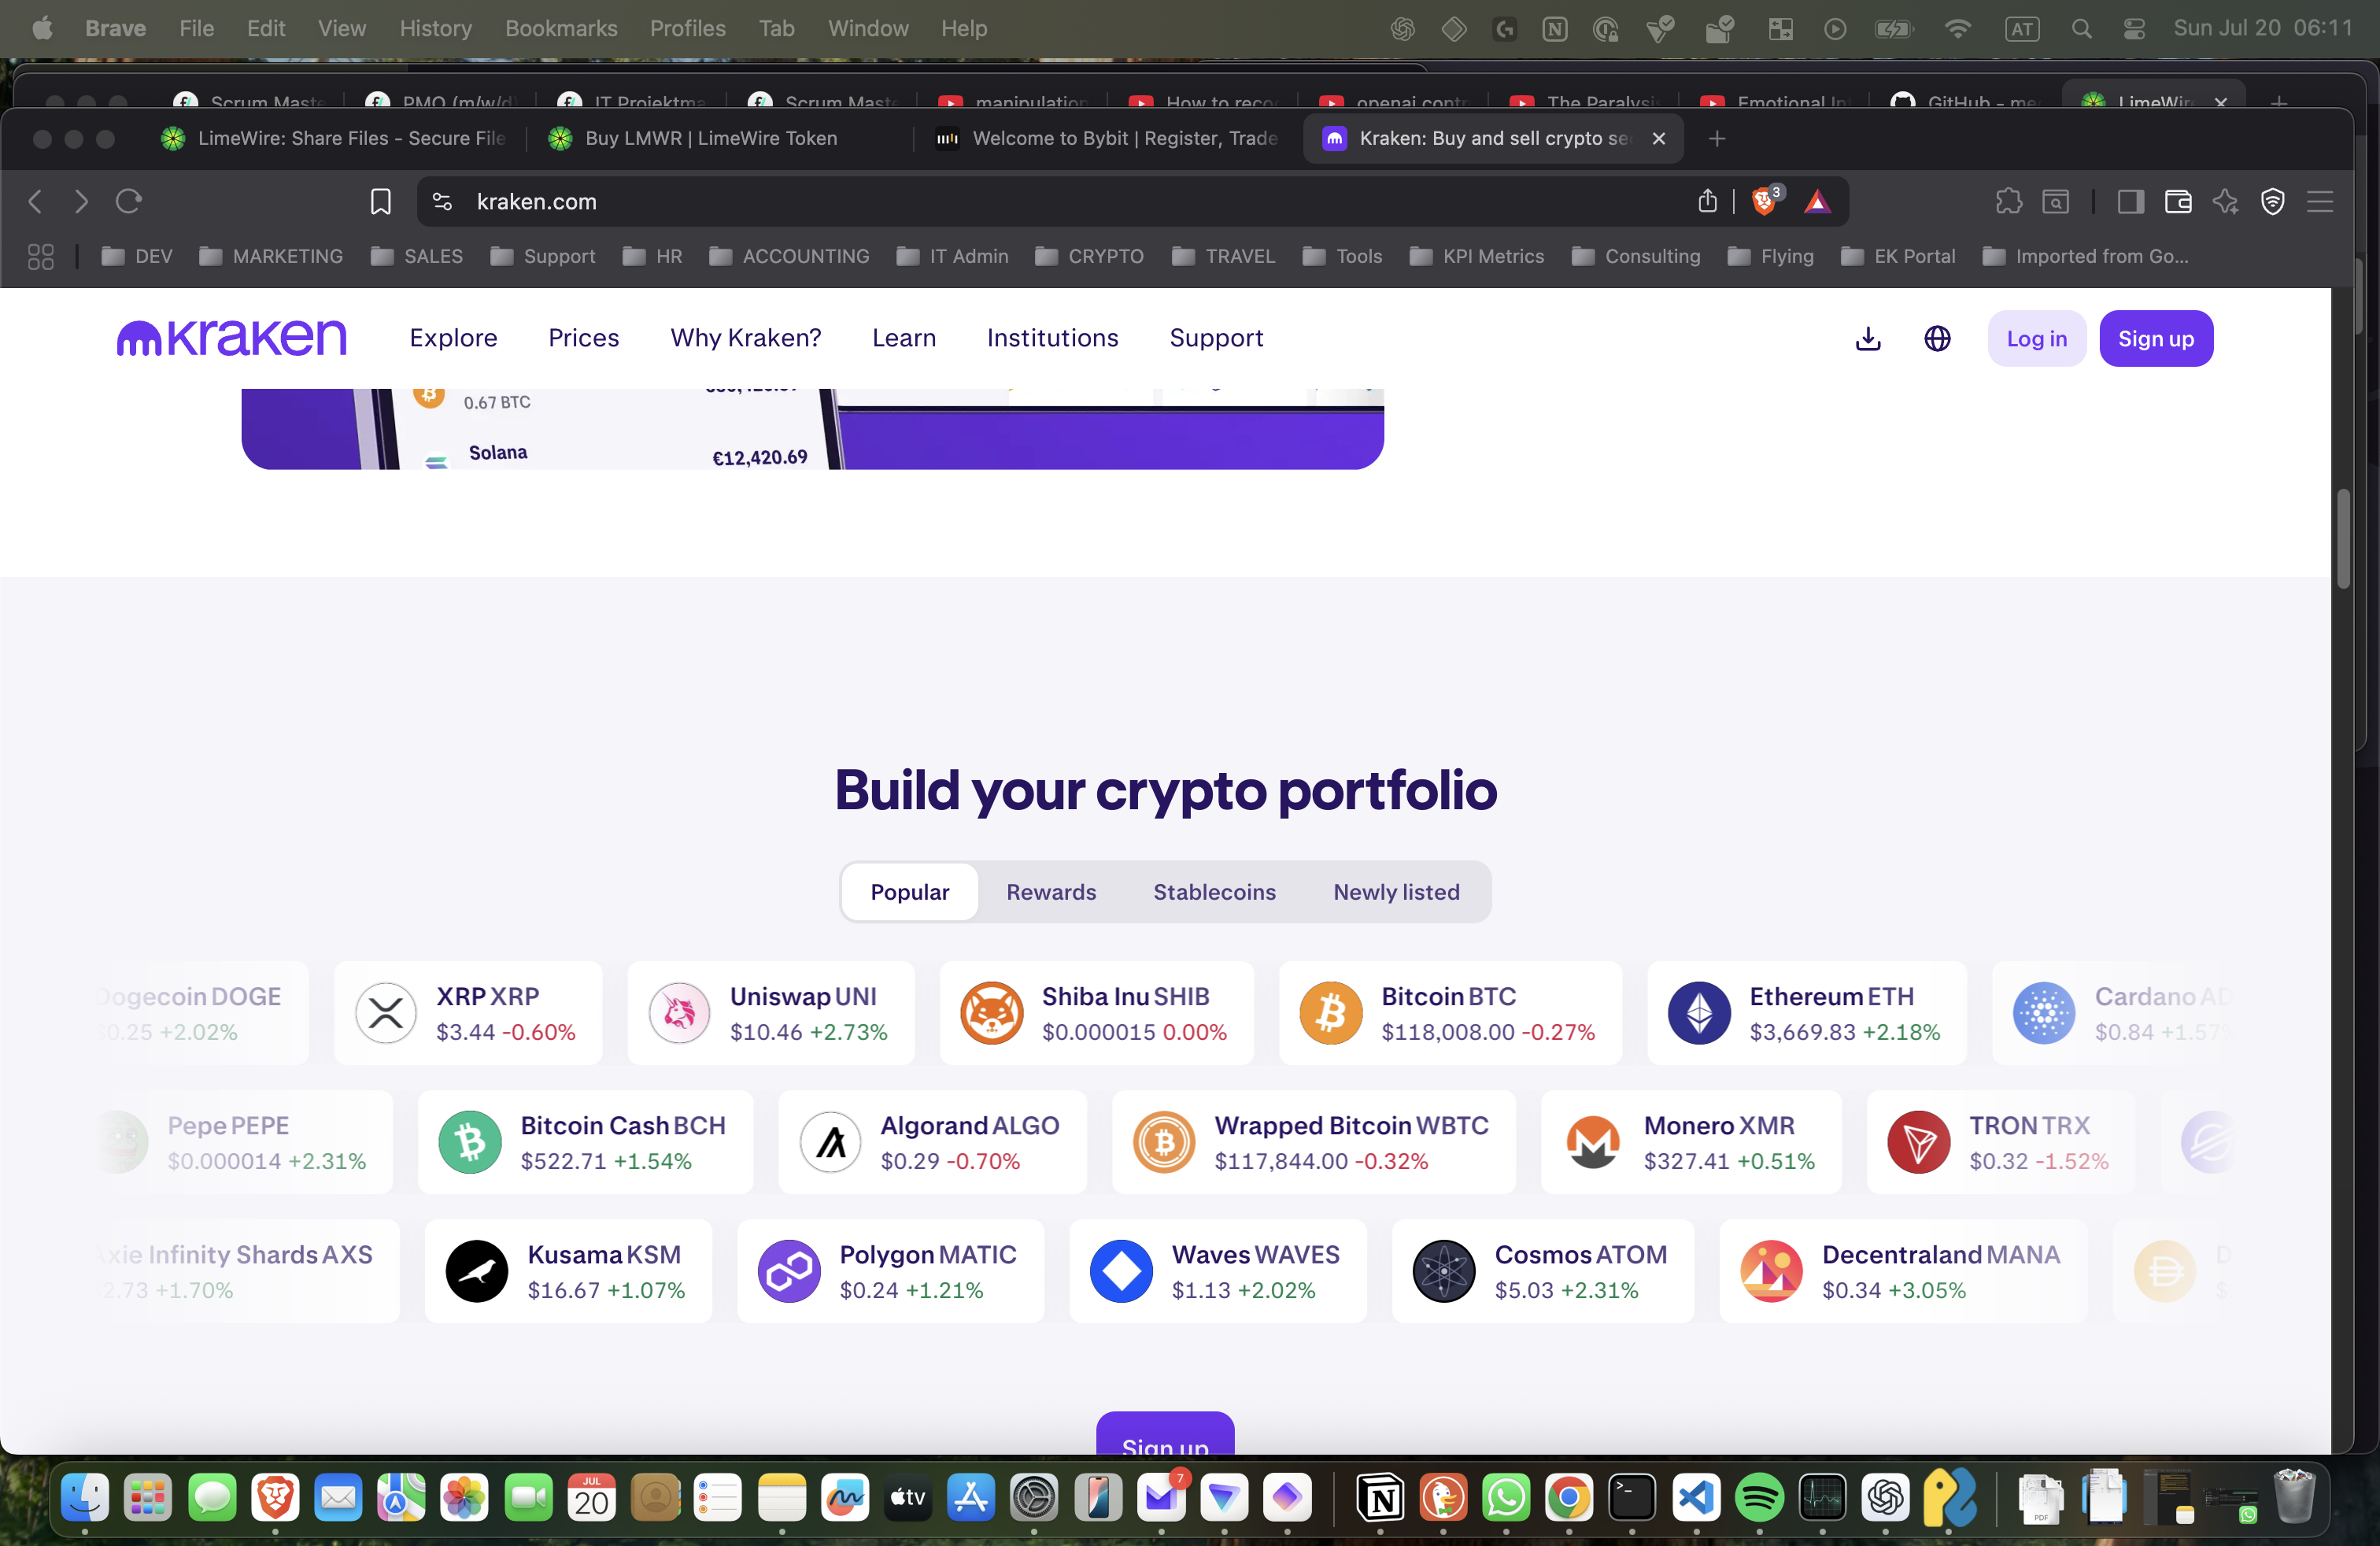 Brave File Edit View History Bookmarks Profiles Tab Window Help AT Sun Jul 20 06:11
Scrum Maste PMO (m/w/d) IT Projektma Scrum Maste manipulation How to reco openai contr The Paralysis Emotional In GitHub - me LimeWire
LimeWire: Share Files - Secure File Buy LMWR | LimeWire Token Welcome to Bybit | Register, Trade Kraken: Buy and sell crypto se
kraken.com 3
DEV MARKETING SALES Support HR ACCOUNTING IT Admin CRYPTO TRAVEL Tools KPI Metrics Consulting Flying EK Portal Imported from Go...
kraken Explore Prices Why Kraken? Learn Institutions Support Log in Sign up
0.67 BTC
Solana €12,420.69
Build your crypto portfolio
Popular Rewards Stablecoins Newly listed
Dogecoin DOGE XRP XRP Uniswap UNI Shiba Inu SHIB Bitcoin BTC Ethereum ETH Cardano AD
0.25 +2.02% $3.44 -0.60% $10.46 +2.73% $0.000015 0.00% $118,008.00 -0.27% $3,669.83 +2.18% $0.84 +1.57%
Pepe PEPE Bitcoin Cash BCH Algorand ALGO Wrapped Bitcoin WBTC Monero XMR TRON TRX
$0.000014 +2.31% $522.71 +1.54% $0.29 -0.70% $117,844.00 -0.32% $327.41 +0.51% $0.32 -1.52%
Axie Infinity Shards AXS Kusama KSM Polygon MATIC Waves WAVES Cosmos ATOM Decentraland MANA D
2.73 +1.70% $16.67 +1.07% $0.24 +1.21% $1.13 +2.02% $5.03 +2.31% $0.34 +3.05%
Sign up
JUL
20
tv
7
PDF